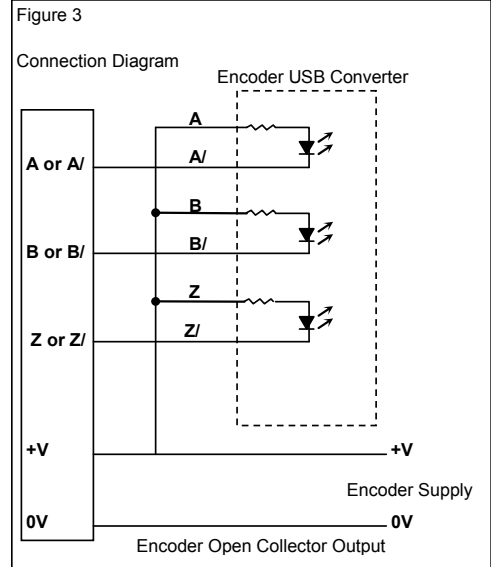 Figure 3
Connection Diagram
Encoder USB Converter
A
A or A/
A/
B
B or B/
B/
Z
Z or Z/
Z/
+V
+V
Encoder Supply
0V
0V
Encoder Open Collector Output